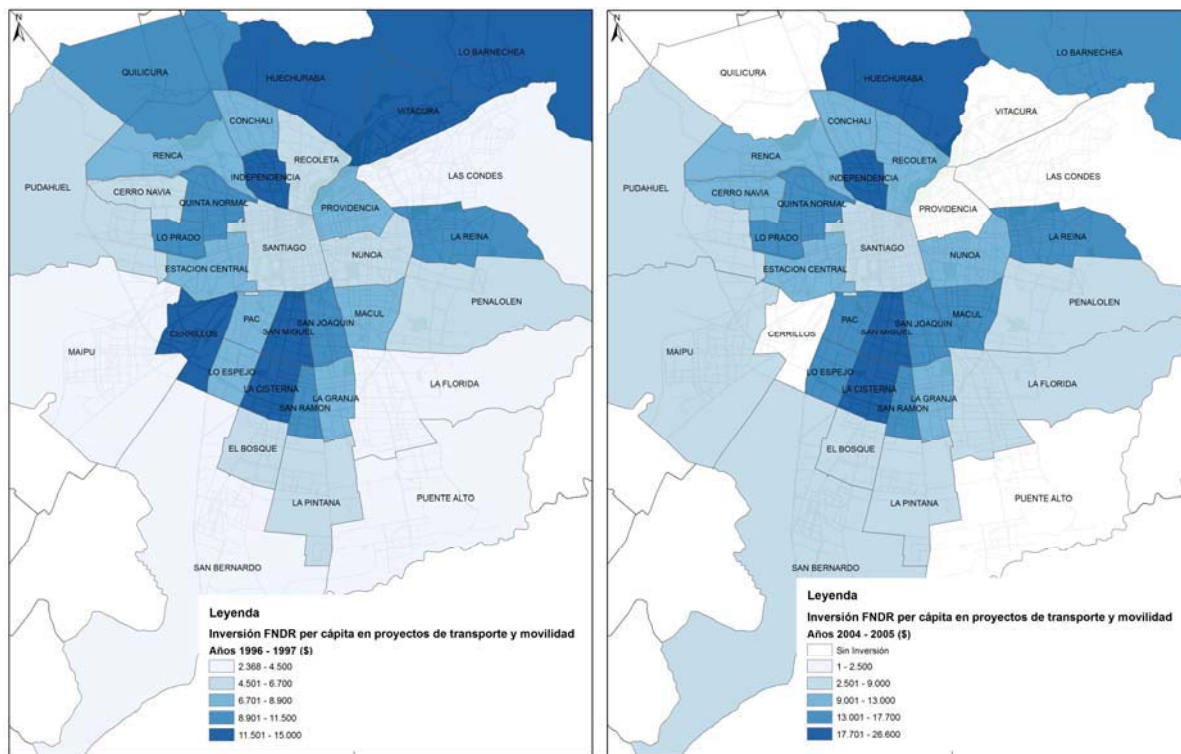 N
LO BARNECHEA
QUILICURA
HUECHURABA
VITACURA
CONCHALI
RECOLETA
RENCA
LAS CONDES
INDEPENDENCIA
PUDAHUEL
CERRO NAVIA
QUINTA NORMAL
PROVIDENCIA
LO PRADO
LA REINA
SANTIAGO
NUNOA
ESTACION CENTRAL
PENALOLEN
PAC
SAN JOAQUIN
MACUL
CERRILLOS
SAN MIGUEL
MAIPU
LO ESPEJO
LA FLORIDA
LA CISTERNA
LA GRANJA
SAN RAMON
EL BOSQUE
LA PINTANA
PUENTE ALTO
SAN BERNARDO
Leyenda
Inversión FNDR per cápita en proyectos de transporte y movilidad
Años 1996 - 1997 ($)
2.368 - 4.500
4.501 - 6.700
6.701 - 8.900
8.901 - 11.500
11.501 - 15.000
N
LO BARNECHEA
QUILICURA
HUECHURABA
VITACURA
CONCHALI
RENCA
RECOLETA
LAS CONDES
INDEPENDENCIA
PUDAHUEL
CERRO NAVIA
QUINTA NORMAL
PROVIDENCIA
LO PRADO
LA REINA
SANTIAGO
NUNOA
ESTACION CENTRAL
PENALOLEN
PAC
SAN JOAQUIN
MACUL
CERRILLOS
SAN MIGUEL
MAIPU
LO ESPEJO
LA FLORIDA
LA CISTERNA
LA GRANJA
SAN RAMON
EL BOSQUE
LA PINTANA
PUENTE ALTO
SAN BERNARDO
Leyenda
Inversión FNDR per cápita en proyectos de transporte y movilidad
Años 2004 - 2005 ($)
Sin Inversión
1 - 2.500
2.501 - 9.000
9.001 - 13.000
13.001 - 17.700
17.701 - 26.600